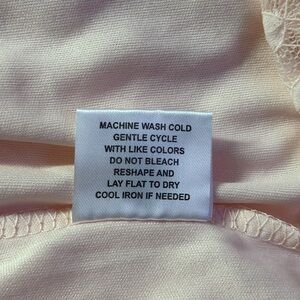 MACHINE WASH COLD
GENTLE CYCLE
WITH LIKE COLORS
DO NOT BLEACH
RESHAPE AND
LAY FLAT TO DRY
COOL IRON IF NEEDED